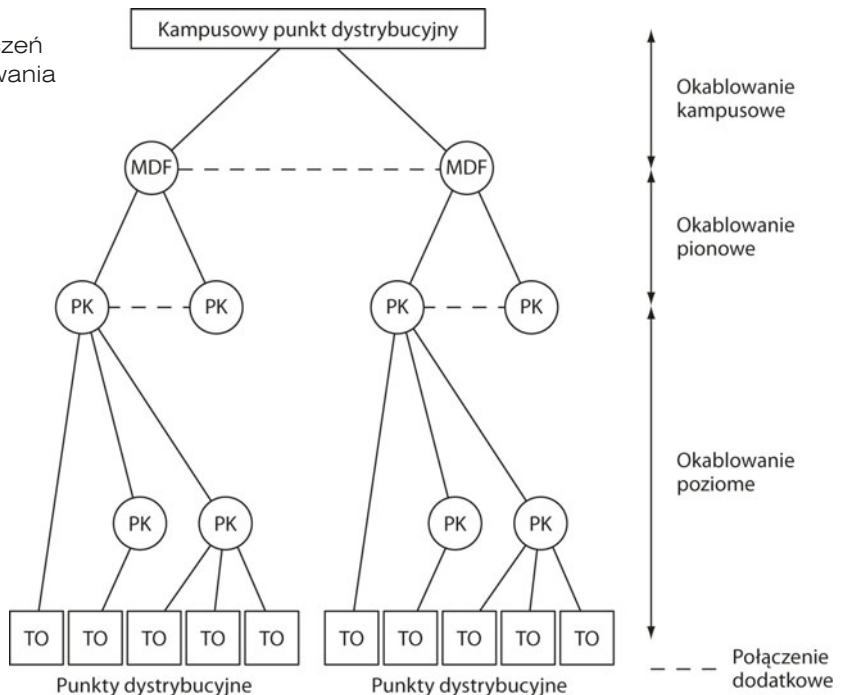 Kampusowy punkt dystrybucyjny
czeń
wania
Okablowanie
kampusowe
MDF
MDF
Okablowanie
pionowe
PK
PK
PK
PK
Okablowanie
poziome
PK
PK
PK
PK
TO
TO
TO
TO
TO
TO
TO
TO
TO
TO
Punkty dystrybucyjne
Punkty dystrybucyjne
Połączenie
dodatkowe